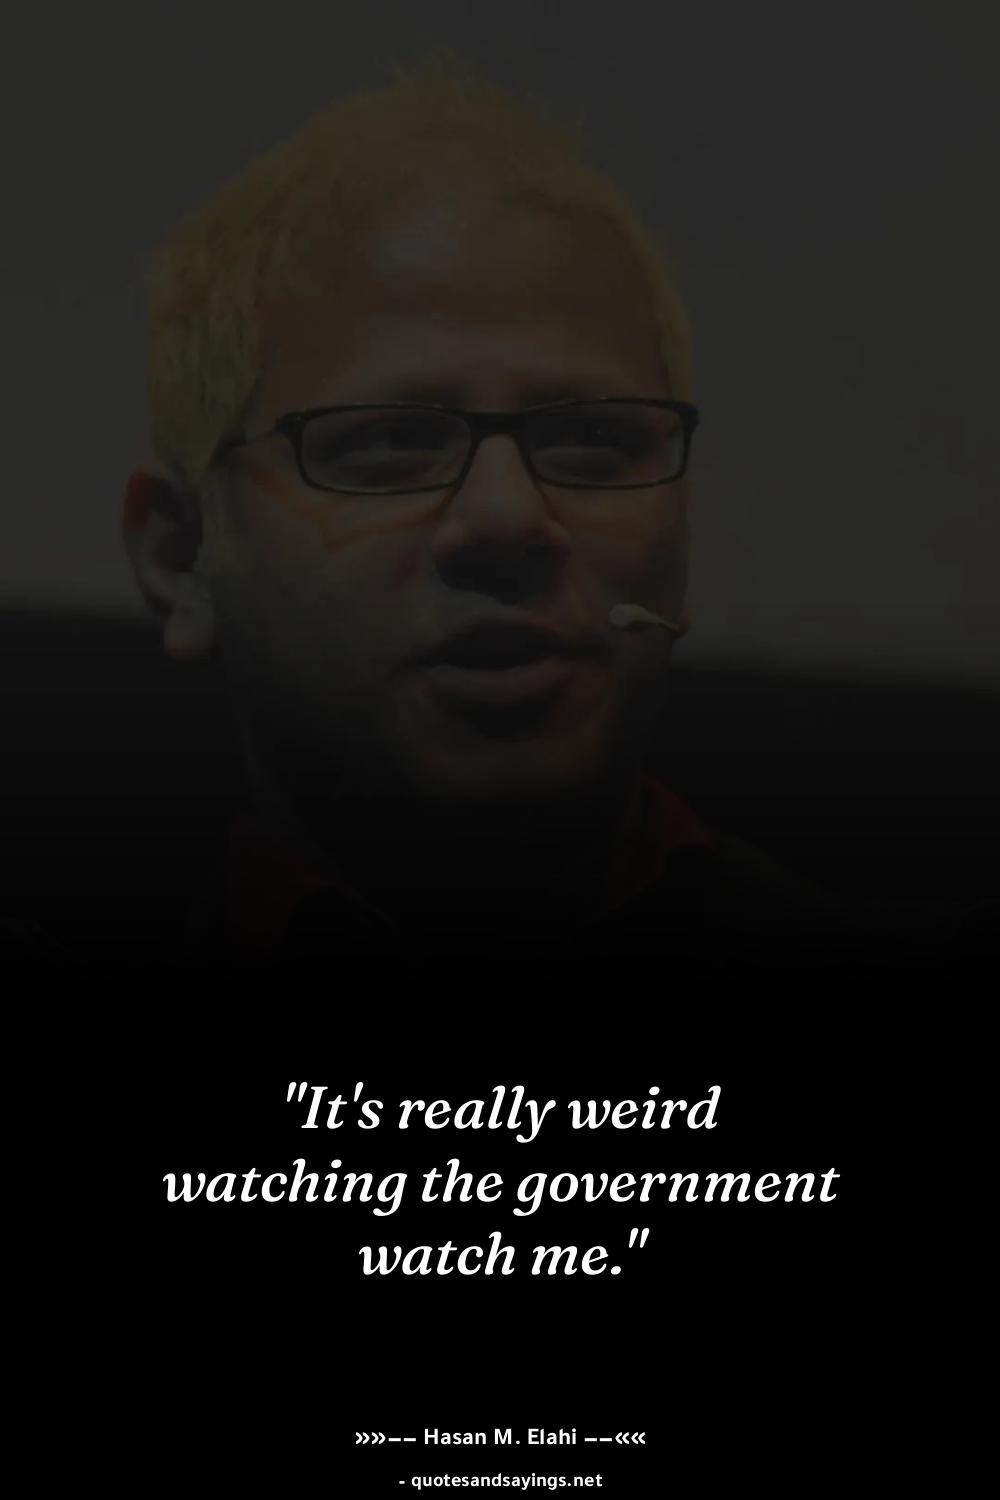 "It's really weird
watching the government
watch me."
»»–– Hasan M. Elahi ––««
- quotesandsayings.net